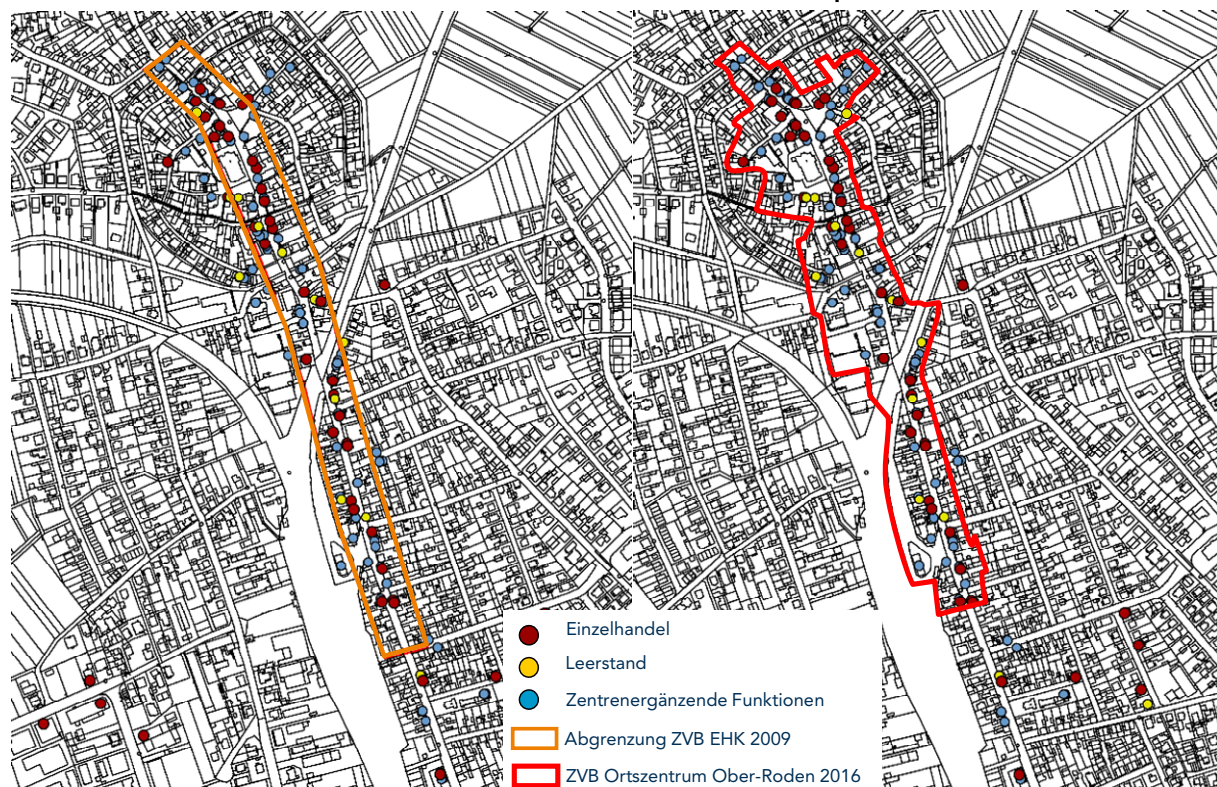 Einzelhandel
Leerstand
Zentrenergänzende Funktionen
Abgrenzung ZVB EHK 2009
ZVB Ortszentrum Ober-Roden 2016